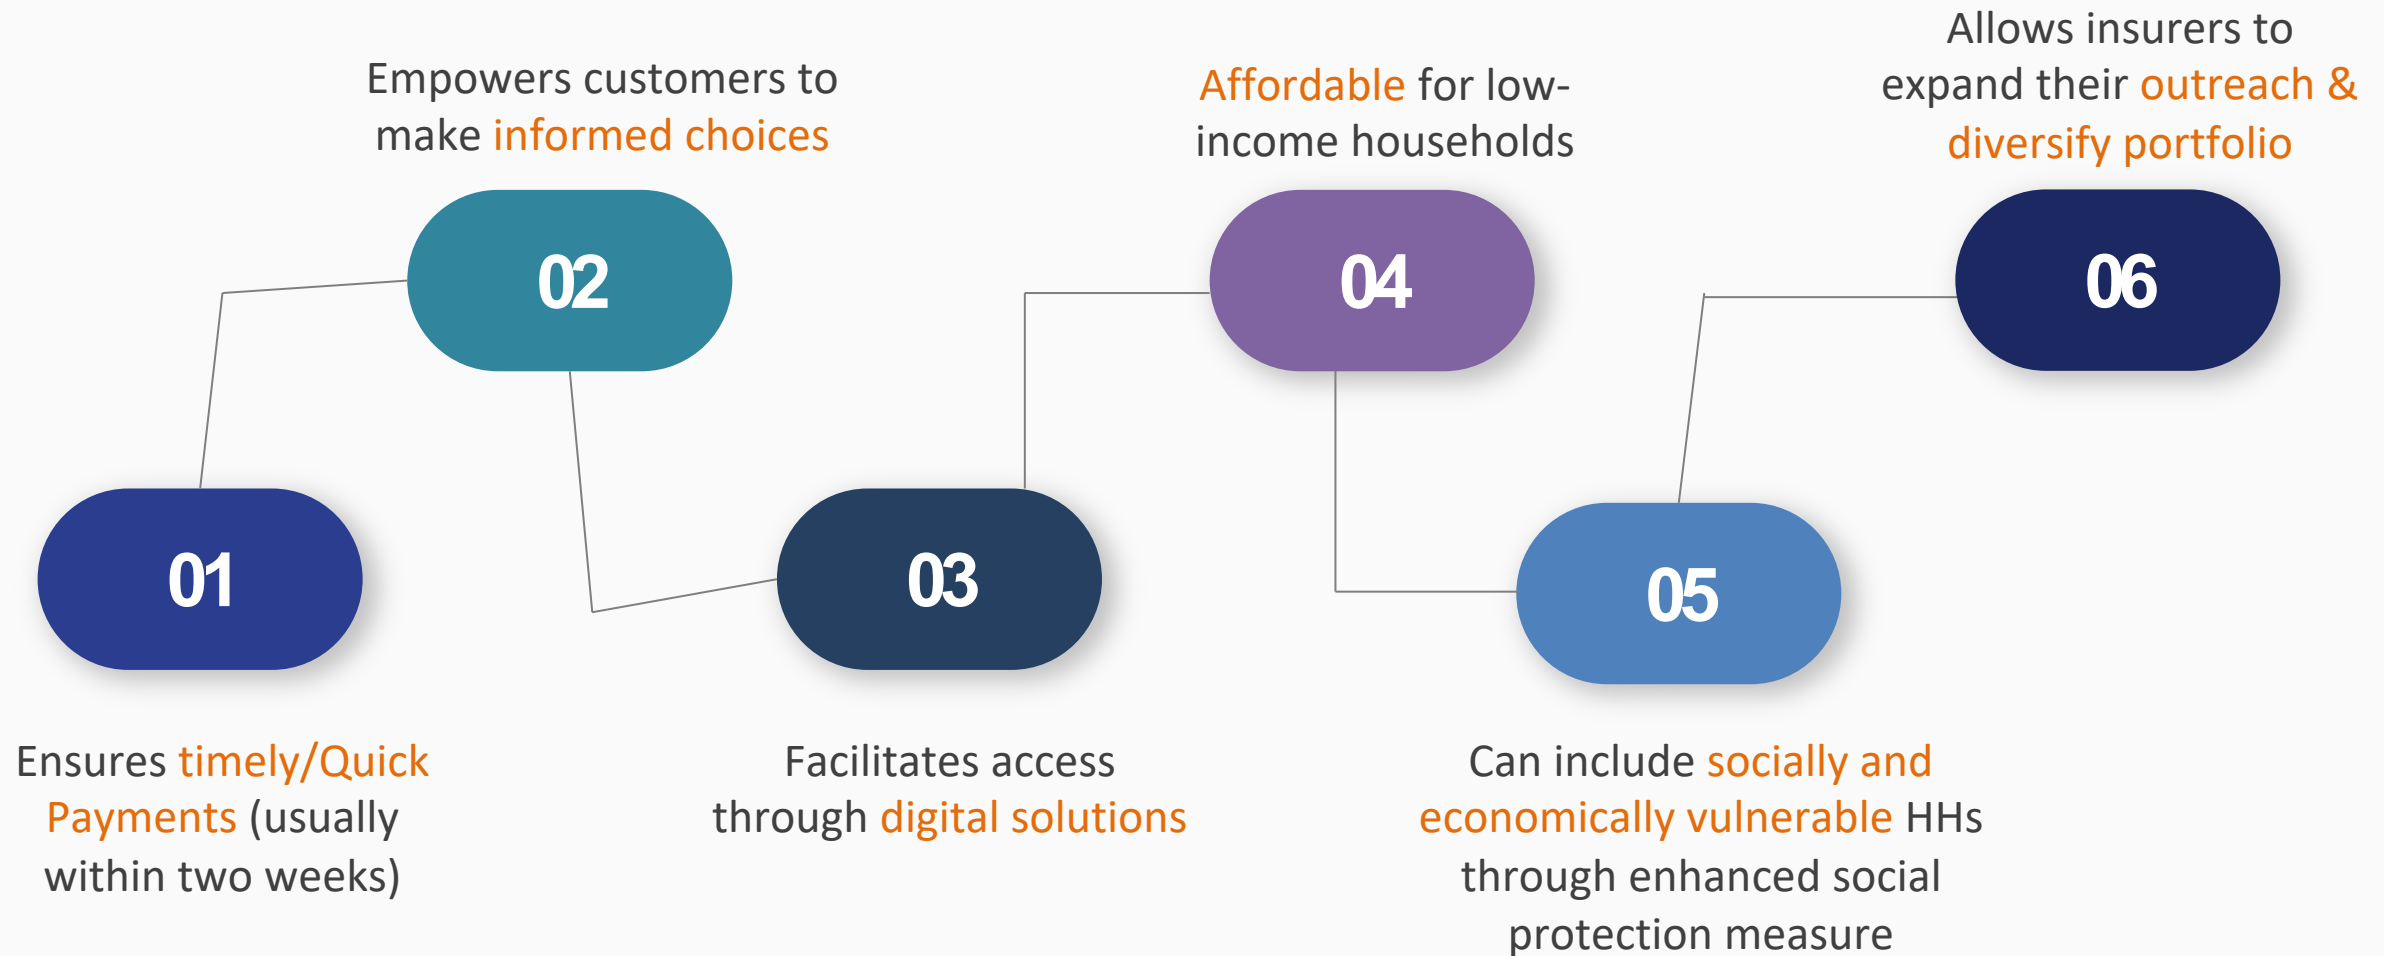 01
Ensures timely/Quick
Payments (usually
within two weeks)
Empowers customers to
make informed choices
02
03
Facilitates access
through digital solutions
Affordable for low-
income households
04
05
Can include socially and
economically vulnerable HHs
through enhanced social
protection measure
Allows insurers to
expand their outreach &
diversify portfolio
06